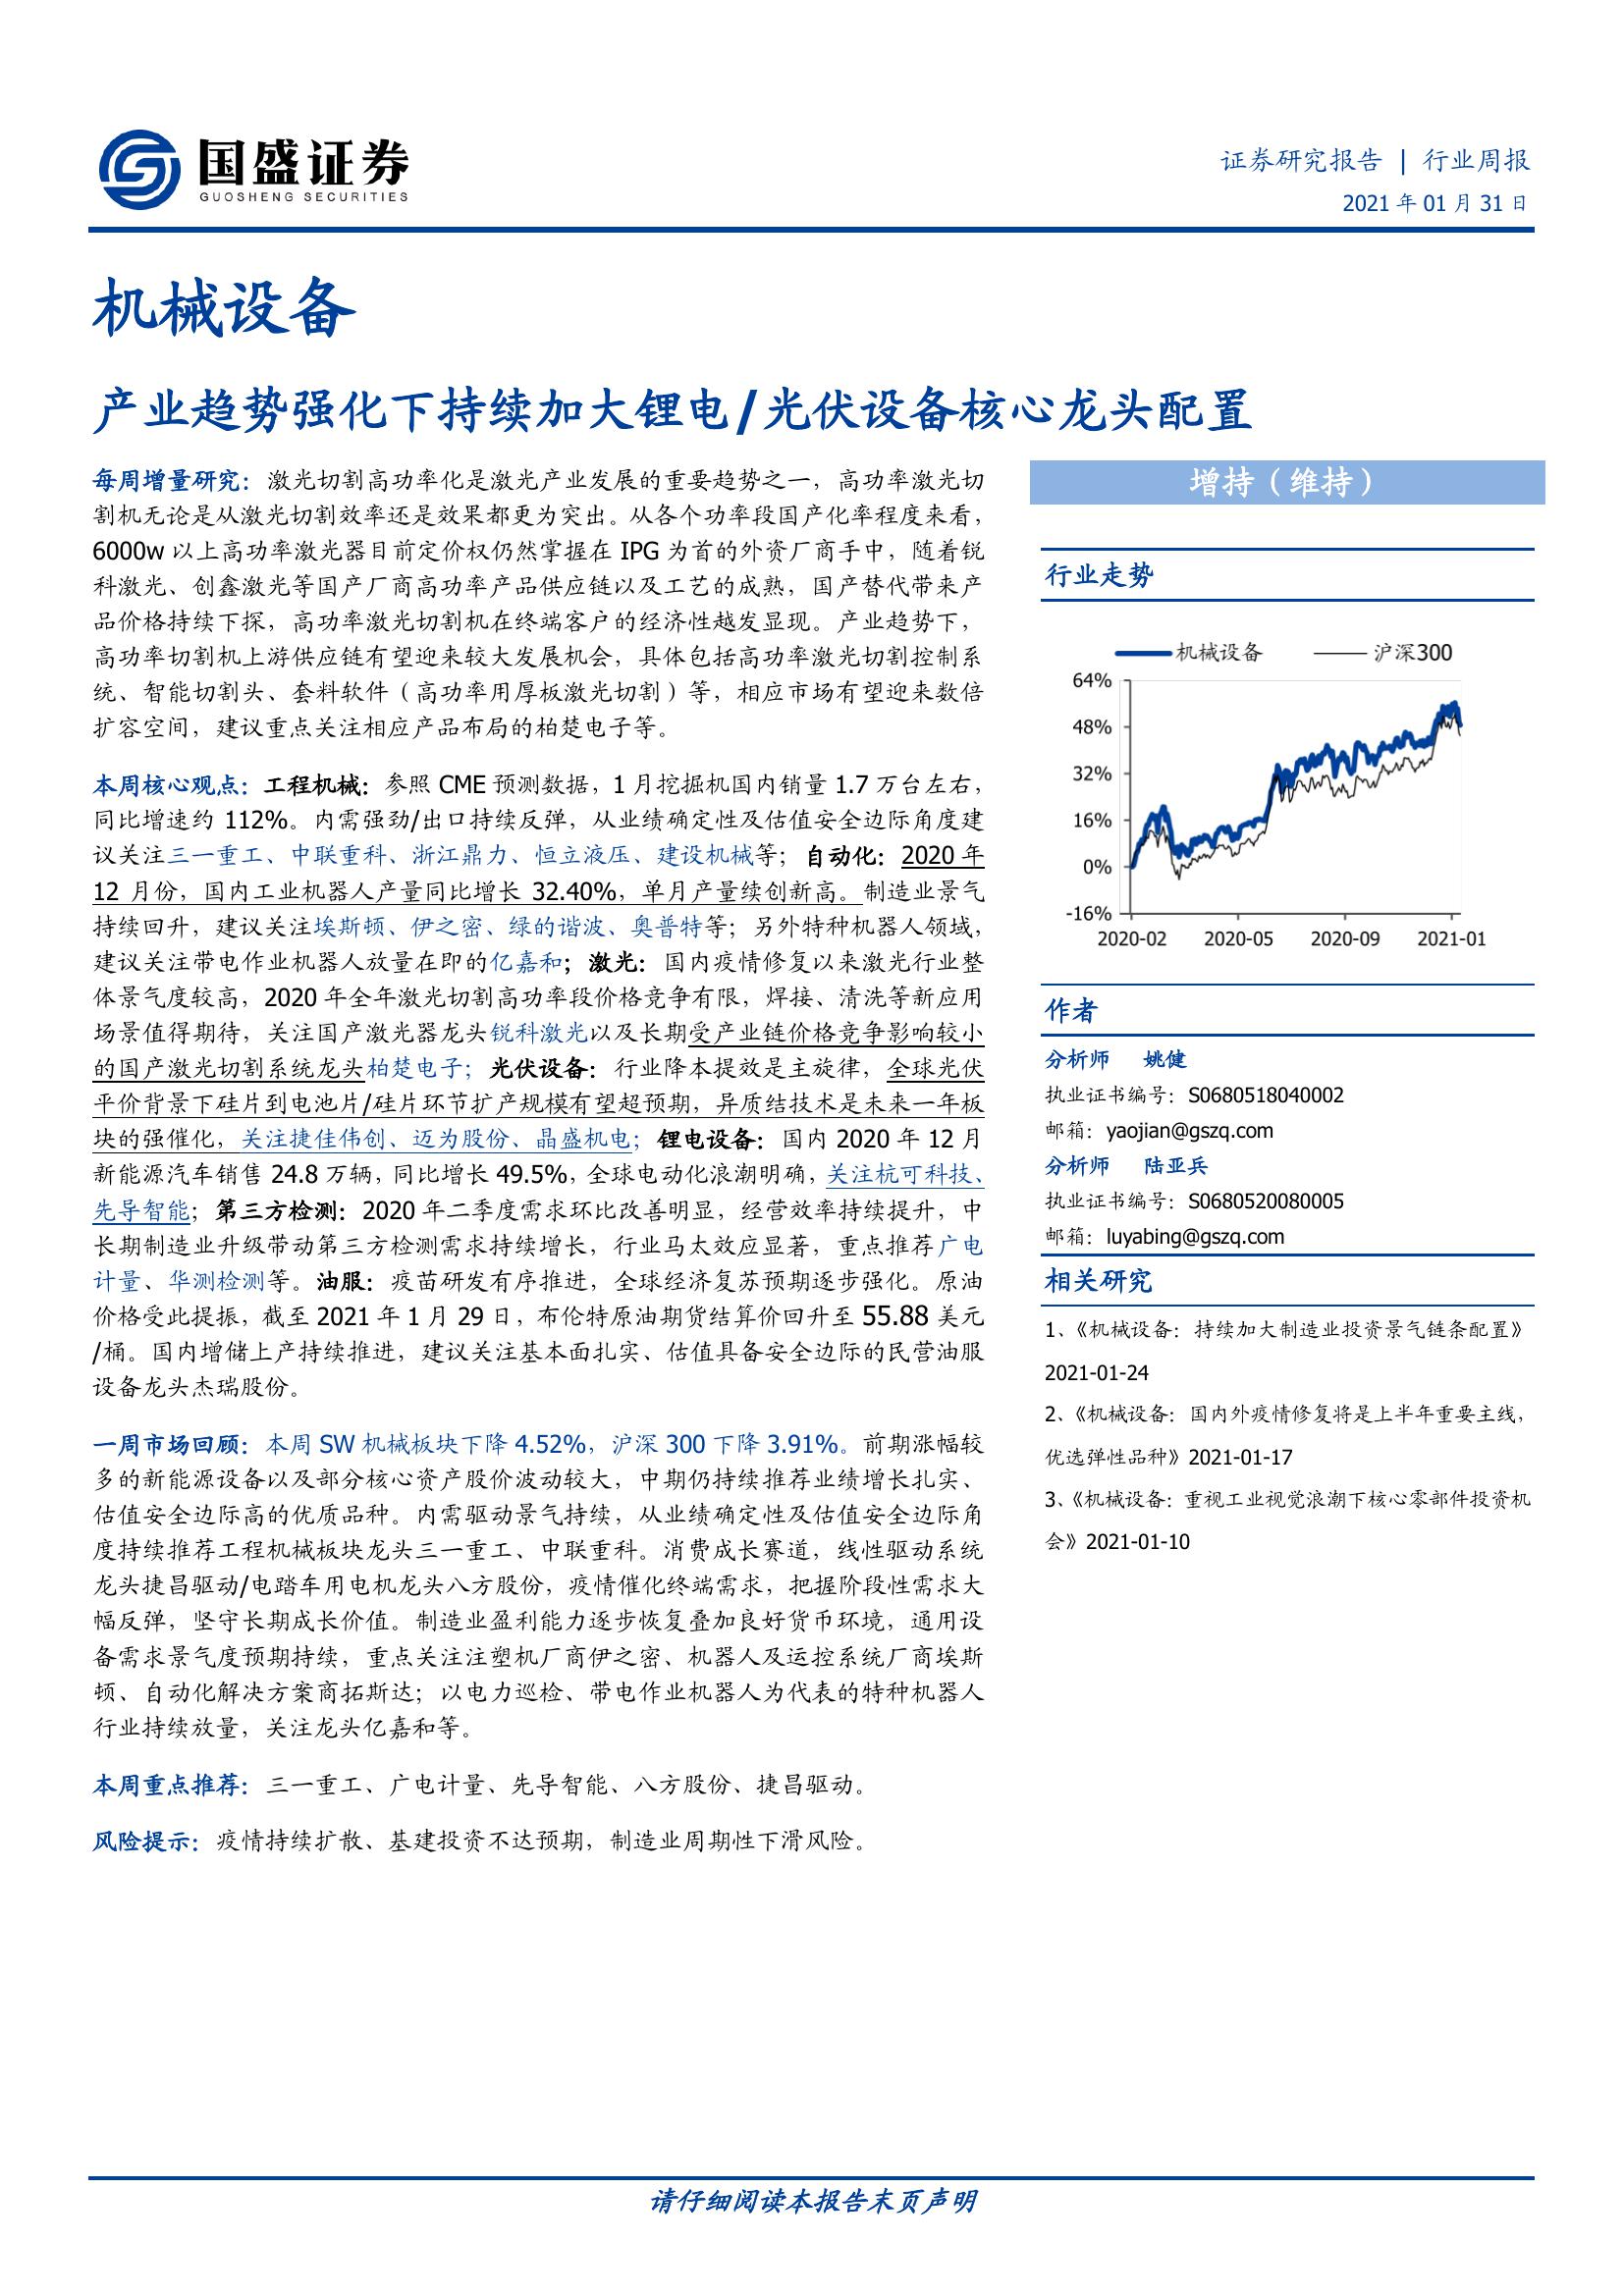 国盛证券
GUOSHENG SECURITIES
证券研究报告 | 行业周报
2021 年 01 月 31 日
机械设备
产业趋势强化下持续加大锂电/光伏设备核心龙头配置
每周增量研究：激光切割高功率化是激光产业发展的重要趋势之一，高功率激光切
割机无论是从激光切割效率还是效果都更为突出。从各个功率段国产化率程度来看，
6000w 以上高功率激光器目前定价权仍然掌握在 IPG 为首的外资厂商手中，随着锐
科激光、创鑫激光等国产厂商高功率产品供应链以及工艺的成熟，国产替代带来产
品价格持续下探，高功率激光切割机在终端客户的经济性越发显现。产业趋势下，
高功率切割机上游供应链有望迎来较大发展机会，具体包括高功率激光切割控制系
统、智能切割头、套料软件（高功率用厚板激光切割）等，相应市场有望迎来数倍
扩容空间，建议重点关注相应产品布局的柏楚电子等。
本周核心观点：工程机械：参照 CME 预测数据，1 月挖掘机国内销量 1.7 万台左右，
同比增速约 112%。内需强劲/出口持续反弹，从业绩确定性及估值安全边际角度建
议关注三一重工、中联重科、浙江鼎力、恒立液压、建设机械等；自动化：2020 年
12 月份，国内工业机器人产量同比增长 32.40%，单月产量续创新高。制造业景气
持续回升，建议关注埃斯顿、伊之密、绿的谐波、奥普特等；另外特种机器人领域，
建议关注带电作业机器人放量在即的亿嘉和；激光：国内疫情修复以来激光行业整
体景气度较高，2020 年全年激光切割高功率段价格竞争有限，焊接、清洗等新应用
场景值得期待，关注国产激光器龙头锐科激光以及长期受产业链价格竞争影响较小
的国产激光切割系统龙头柏楚电子；光伏设备：行业降本提效是主旋律，全球光伏
平价背景下硅片到电池片/硅片环节扩产规模有望超预期，异质结技术是未来一年板
块的强催化，关注捷佳伟创、迈为股份、晶盛机电；锂电设备：国内 2020 年 12 月
新能源汽车销售 24.8 万辆，同比增长 49.5%，全球电动化浪潮明确，关注杭可科技、
先导智能；第三方检测：2020 年二季度需求环比改善明显，经营效率持续提升，中
长期制造业升级带动第三方检测需求持续增长，行业马太效应显著，重点推荐广电
计量、华测检测等。油服：疫苗研发有序推进，全球经济复苏预期逐步强化。原油
价格受此提振，截至 2021 年 1 月 29 日，布伦特原油期货结算价回升至 55.88 美元
/桶。国内增储上产持续推进，建议关注基本面扎实、估值具备安全边际的民营油服
设备龙头杰瑞股份。
一周市场回顾：本周 SW 机械板块下降 4.52%，沪深 300 下降 3.91%。前期涨幅较
多的新能源设备以及部分核心资产股价波动较大，中期仍持续推荐业绩增长扎实、
估值安全边际高的优质品种。内需驱动景气持续，从业绩确定性及估值安全边际角
度持续推荐工程机械板块龙头三一重工、中联重科。消费成长赛道，线性驱动系统
龙头捷昌驱动/电踏车用电机龙头八方股份，疫情催化终端需求，把握阶段性需求大
幅反弹，坚守长期成长价值。制造业盈利能力逐步恢复叠加良好货币环境，通用设
备需求景气度预期持续，重点关注注塑机厂商伊之密、机器人及运控系统厂商埃斯
顿、自动化解决方案商拓斯达；以电力巡检、带电作业机器人为代表的特种机器人
行业持续放量，关注龙头亿嘉和等。
本周重点推荐：三一重工、广电计量、先导智能、八方股份、捷昌驱动。
风险提示：疫情持续扩散、基建投资不达预期，制造业周期性下滑风险。
增持（维持）
行业走势
机械设备 沪深300
64%
48%
32%
16%
0%
-16%
2020-02 2020-05 2020-09 2021-01
作者
分析师 姚健
执业证书编号：S0680518040002
邮箱：yaojian@gszq.com
分析师 陆亚兵
执业证书编号：S0680520080005
邮箱：luyabing@gszq.com
相关研究
1、《机械设备：持续加大制造业投资景气链条配置》
2021-01-24
2、《机械设备：国内外疫情修复将是上半年重要主线，
优选弹性品种》2021-01-17
3、《机械设备：重视工业视觉浪潮下核心零部件投资机
会》2021-01-10
请仔细阅读本报告末页声明